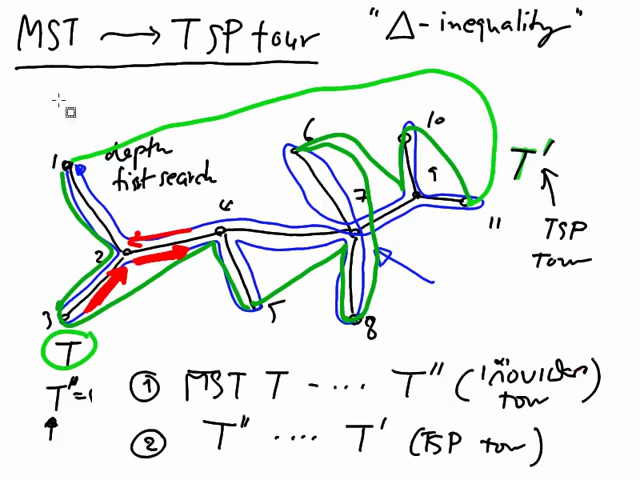 MST → TSP tour
"Δ-inequality"
depth
first search
1
2
3
4
5
6
7
8
9
10
11
T'
TSP
tour
T
① MST T - ... T" (
tour)
② T" .... T' (TSP tour)